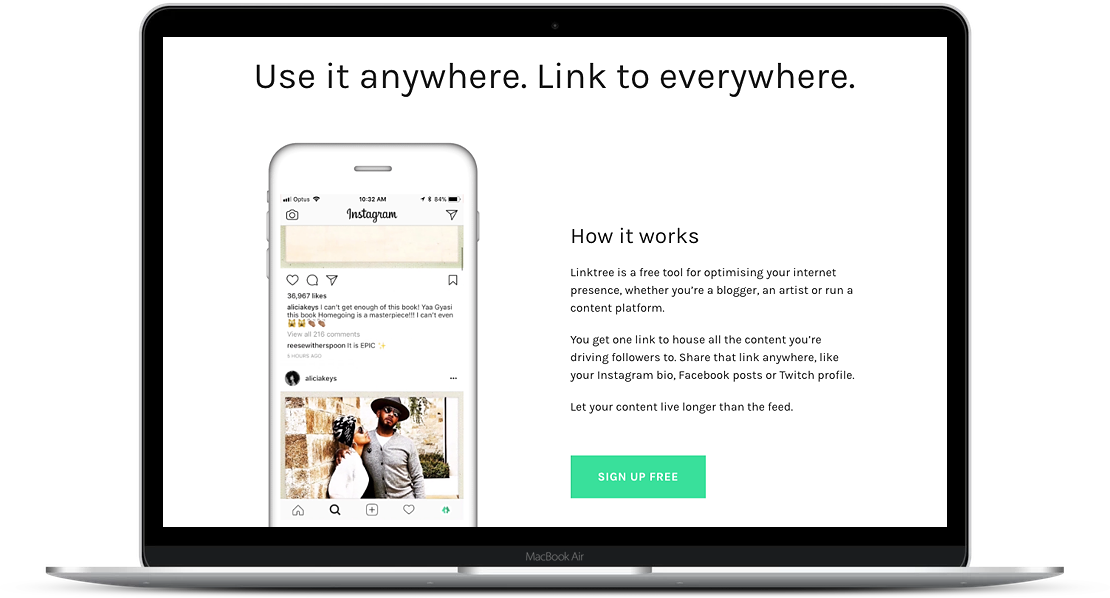 Use it anywhere. Link to everywhere.
Optus
10:32 AM
84%
Instagram
36,967 likes
aliciakeys I can't get enough of this book! Yaa Gyasi
this book Homegoing is a masterpiece!!! I can't even
🙀🙀👏🏾👏🏾
View all 216 comments
reesewitherspoon It is EPIC ✨
5 HOURS AGO
aliciakeys
How it works
Linktree is a free tool for optimising your internet
presence, whether you're a blogger, an artist or run a
content platform.
You get one link to house all the content you're
driving followers to. Share that link anywhere, like
your Instagram bio, Facebook posts or Twitch profile.
Let your content live longer than the feed.
SIGN UP FREE
MacBook Air